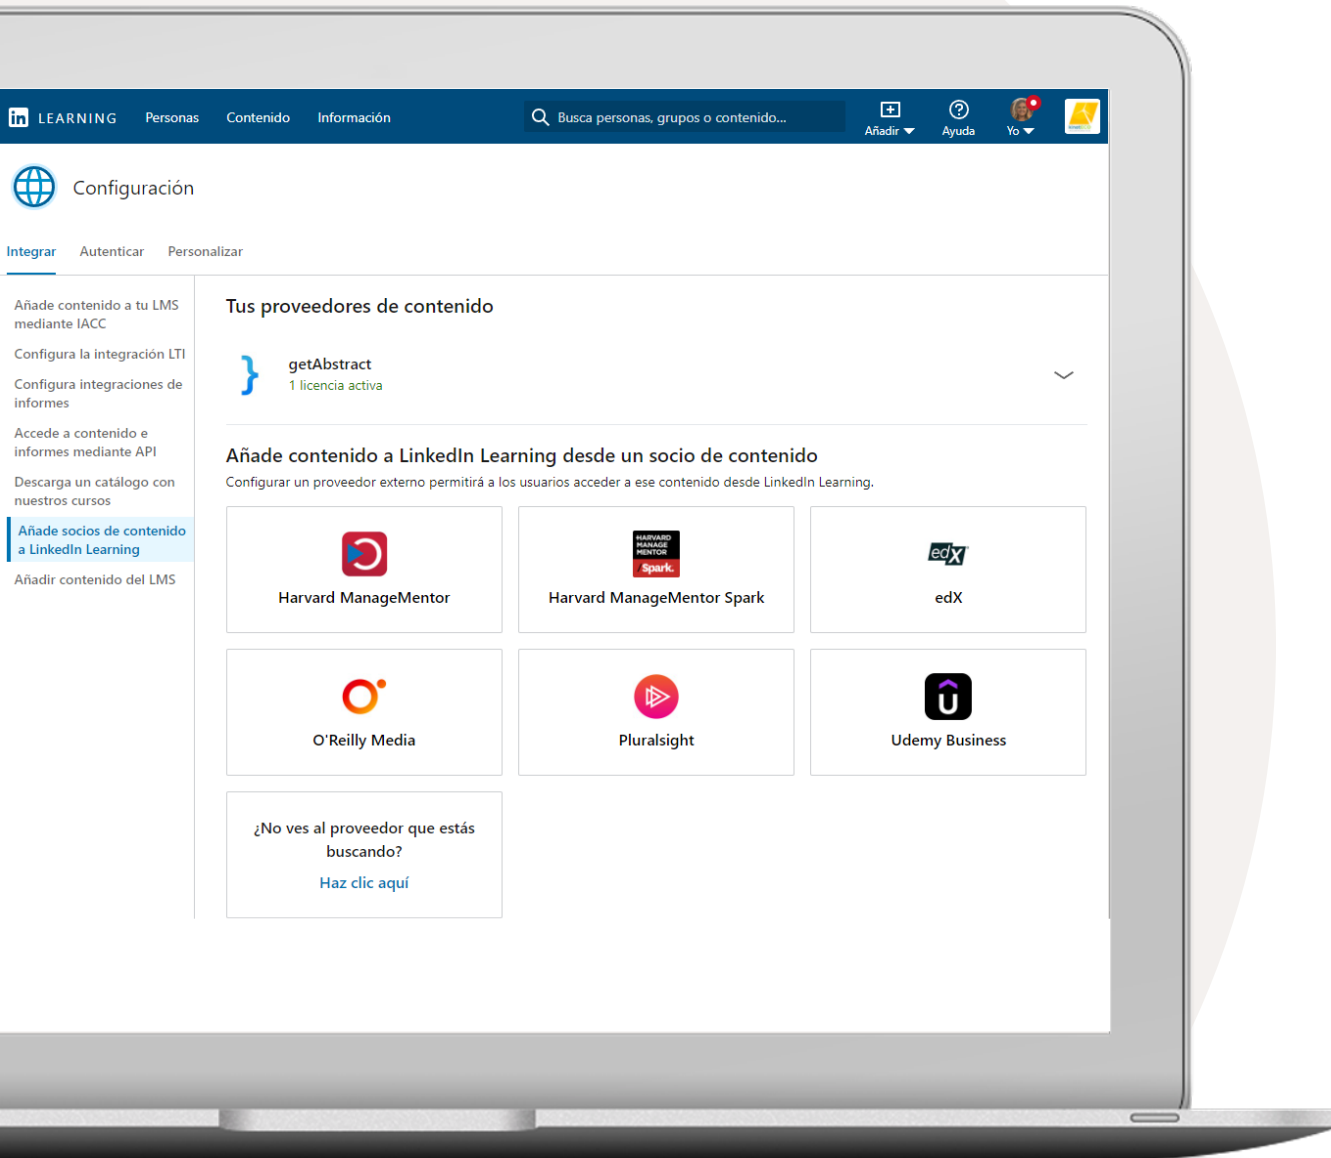 in LEARNING Personas Contenido Información Busca personas, grupos o contenido... Añadir Ayuda Yo
Configuración
Integrar Autenticar Personalizar
Añade contenido a tu LMS
mediante IACC
Configura la integración LTI
Configura integraciones de
informes
Accede a contenido e
informes mediante API
Descarga un catálogo con
nuestros cursos
Añade socios de contenido
a LinkedIn Learning
Añadir contenido del LMS
Tus proveedores de contenido
getAbstract
1 licencia activa
Añade contenido a LinkedIn Learning desde un socio de contenido
Configurar un proveedor externo permitirá a los usuarios acceder a ese contenido desde LinkedIn Learning.
Harvard ManageMentor
HARVARD
MANAGE
MENTOR
Spark.
Harvard ManageMentor Spark
edX
edX
O'Reilly Media
Pluralsight
Udemy Business
¿No ves al proveedor que estás
buscando?
Haz clic aquí